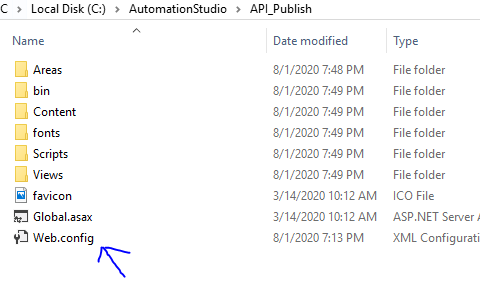 C > Local Disk (C:) > AutomationStudio > API_Publish
Name Date modified Type
Areas 8/1/2020 7:48 PM File folder
bin 8/1/2020 7:49 PM File folder
Content 8/1/2020 7:49 PM File folder
fonts 8/1/2020 7:49 PM File folder
Scripts 8/1/2020 7:49 PM File folder
Views 8/1/2020 7:49 PM File folder
favicon 3/14/2020 10:12 AM ICO File
Global.asax 3/14/2020 10:12 AM ASP.NET Server A
Web.config 8/1/2020 7:13 PM XML Configurati